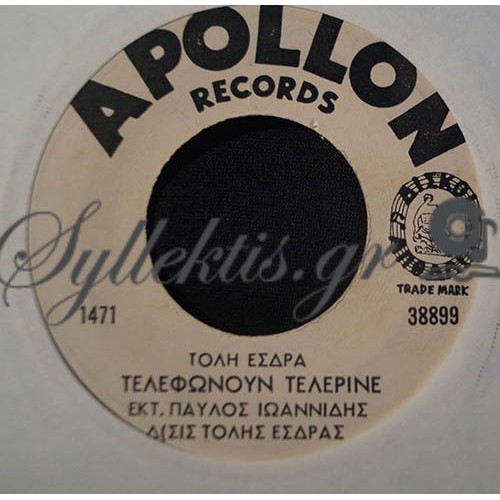 APOLLON
RECORDS
Syllektis.gr
TRADE MARK
1471
38899
ΤΟΛΗ ΕΣΔΡΑ
ΤΕΛΕΦΩΝΟΥΝ ΤΕΛΕΡΙΝΕ
ΕΚΤ. ΠΑΥΛΟΣ ΙΩΑΝΝΙΔΗΣ
Δ(ΣΙΣ ΤΟΛΗΣ ΕΣΔΡΑΣ